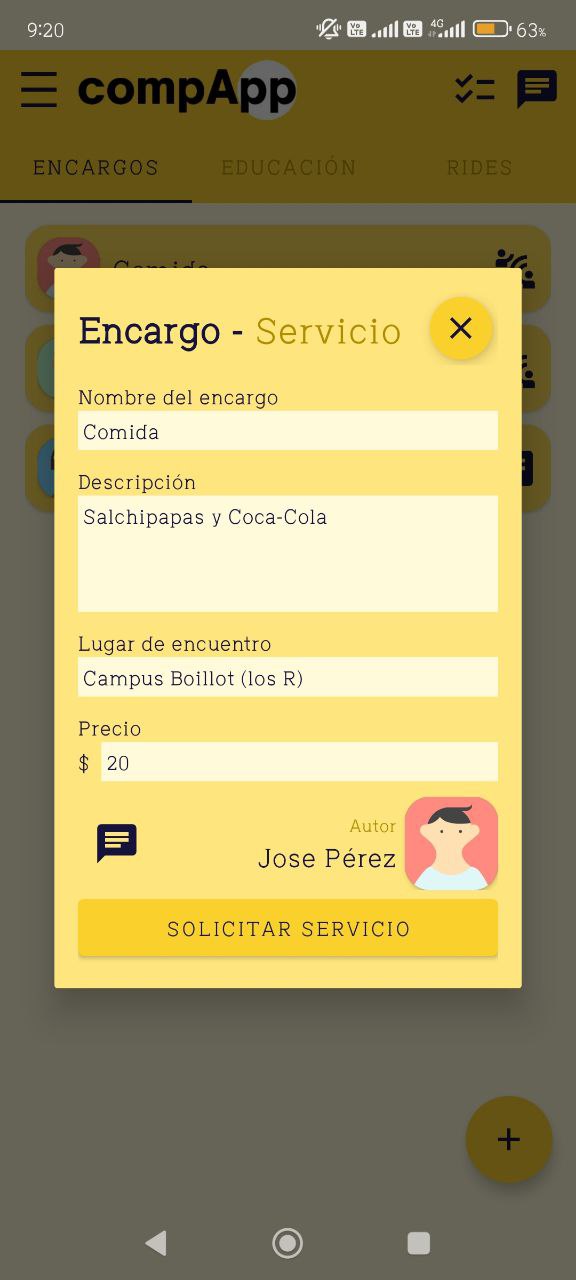 9:20
Vo LTE Vo LTE 4G 63%
compApp
ENCARGOS EDUCACIÓN RIDES
Comida
Encargo - Servicio
Nombre del encargo
Comida
Descripción
Salchipapas y Coca-Cola
Lugar de encuentro
Campus Boillot (los R)
Precio
$ 20
Autor
Jose Pérez
SOLICITAR SERVICIO